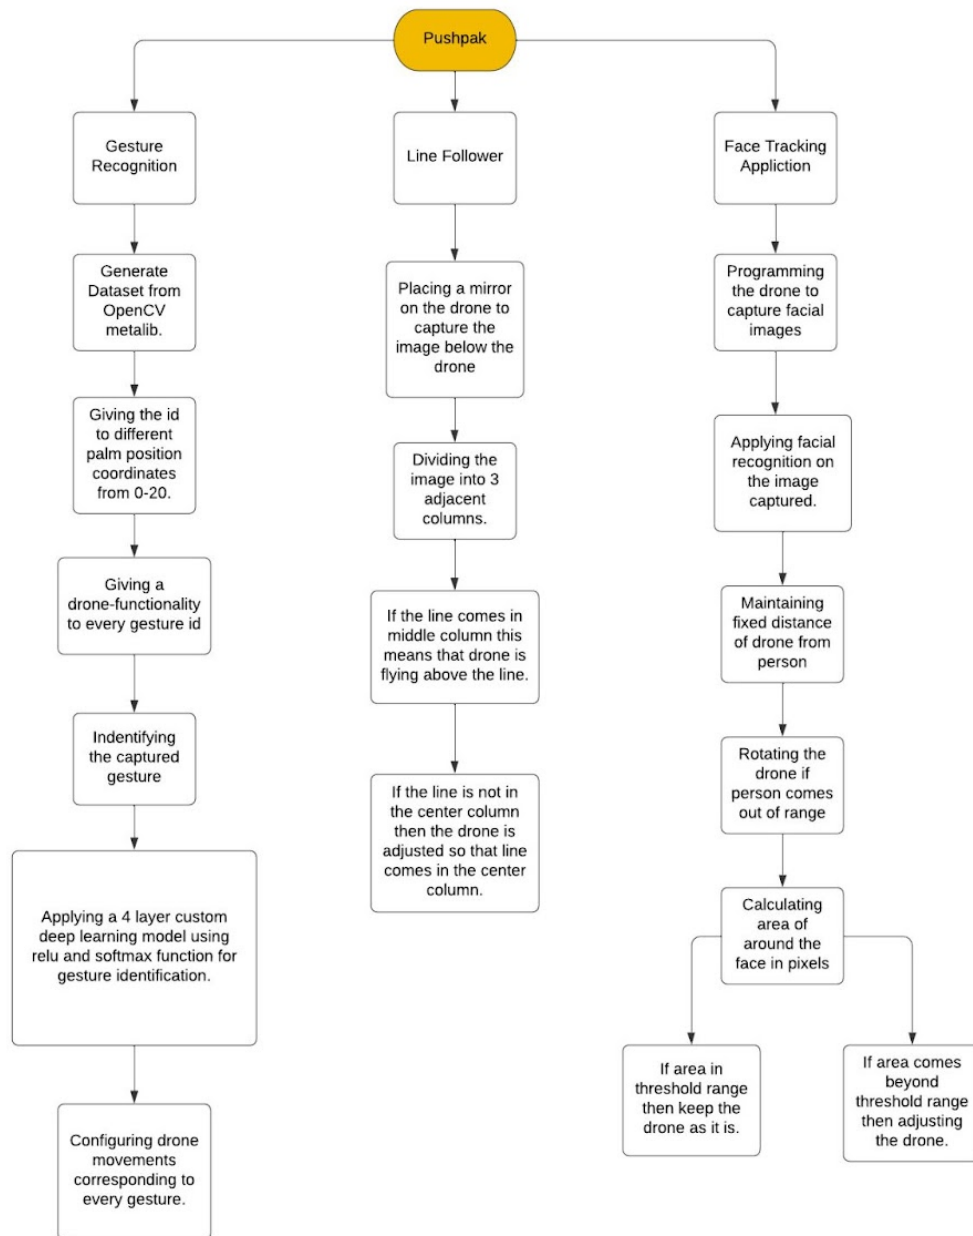 Pushpak
Gesture
Recognition
Generate
Dataset from
OpenCV
metalib.
Giving the id
to different
palm position
coordinates
from 0-20.
Giving a
drone-functionality
to every gesture id
Indentifying
the captured
gesture
Applying a 4 layer custom
deep learning model using
relu and softmax function for
gesture identification.
Configuring drone
movements
corresponding to
every gesture.
Line Follower
Placing a mirror
on the drone to
capture the
image below the
drone
Dividing the
image into 3
adjacent
columns.
If the line comes in
middle column this
means that drone is
flying above the line.
If the line is not in
the center column
then the drone is
adjusted so that line
comes in the center
column.
Face Tracking
Appliction
Programming
the drone to
capture facial
images
Applying facial
recognition on
the image
captured.
Maintaining
fixed distance
of drone from
person
Rotating the
drone if
person comes
out of range
Calculating
area of
around the
face in pixels
If area in
threshold range
then keep the
drone as it is.
If area comes
beyond
threshold range
then adjusting
the drone.